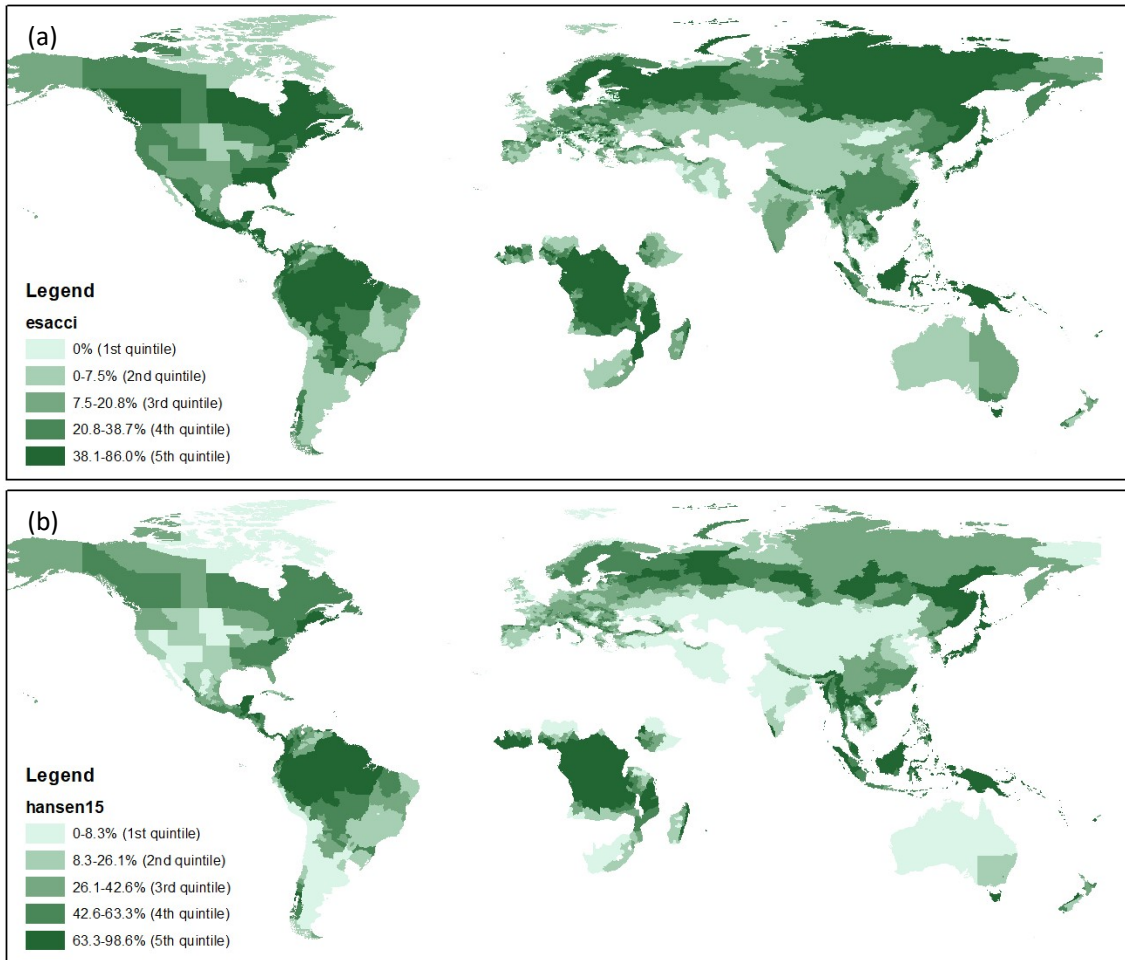 (a)
Legend
esacci
0% (1st quintile)
0-7.5% (2nd quintile)
7.5-20.8% (3rd quintile)
20.8-38.7% (4th quintile)
38.1-86.0% (5th quintile)
(b)
Legend
hansen15
0-8.3% (1st quintile)
8.3-26.1% (2nd quintile)
26.1-42.6% (3rd quintile)
42.6-63.3% (4th quintile)
63.3-98.6% (5th quintile)